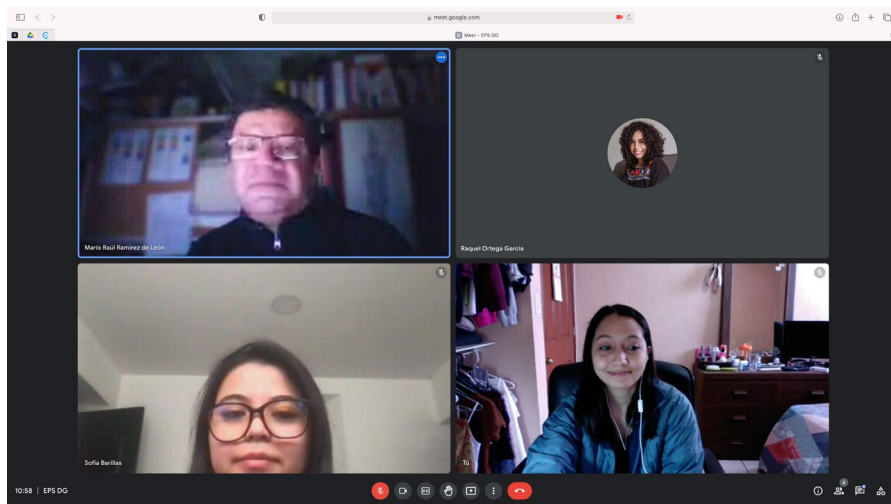 meet.google.com
Meet - EPS DG
Mario Raúl Ramírez de León
Raquel Ortega García
Sofía Barillas
Tú
10:58 | EPS DG
4